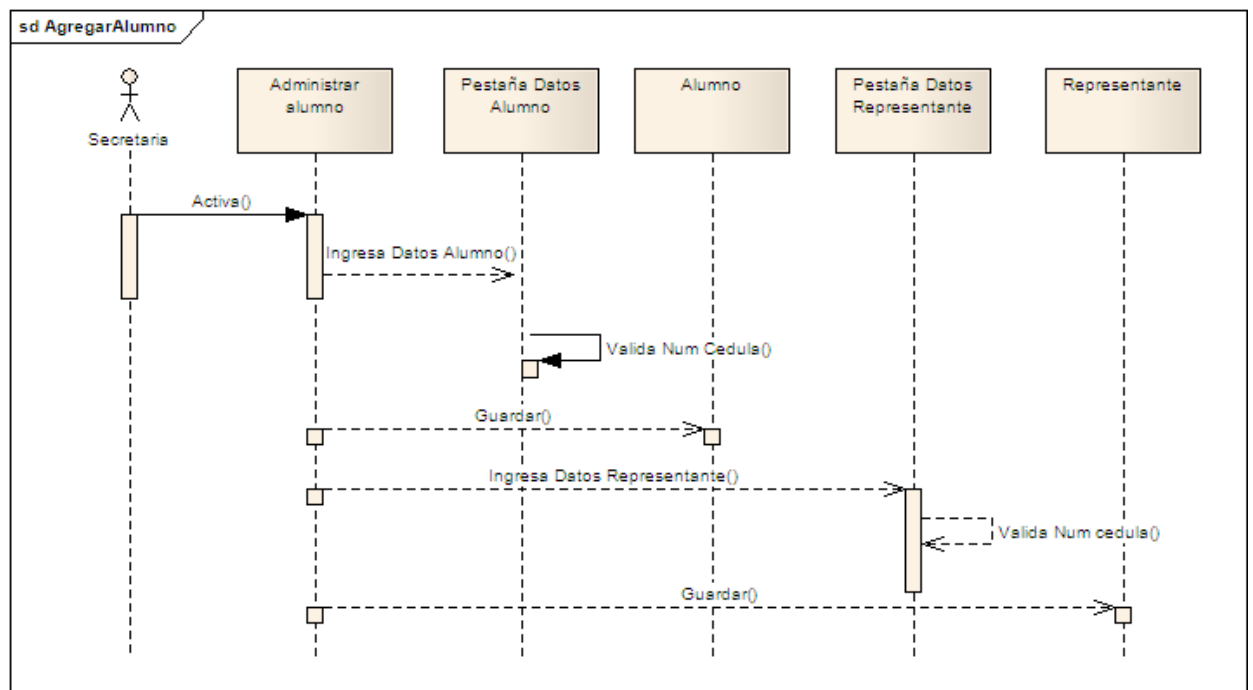 sd AgregarAlumno
Secretaria
Administrar
alumno
Pestaña Datos
Alumno
Alumno
Pestaña Datos
Representante
Representante
Activa()
Ingresa Datos Alumno()
Valida Num Cedula()
Guardar()
Ingresa Datos Representante()
Valida Num cedula()
Guardar()